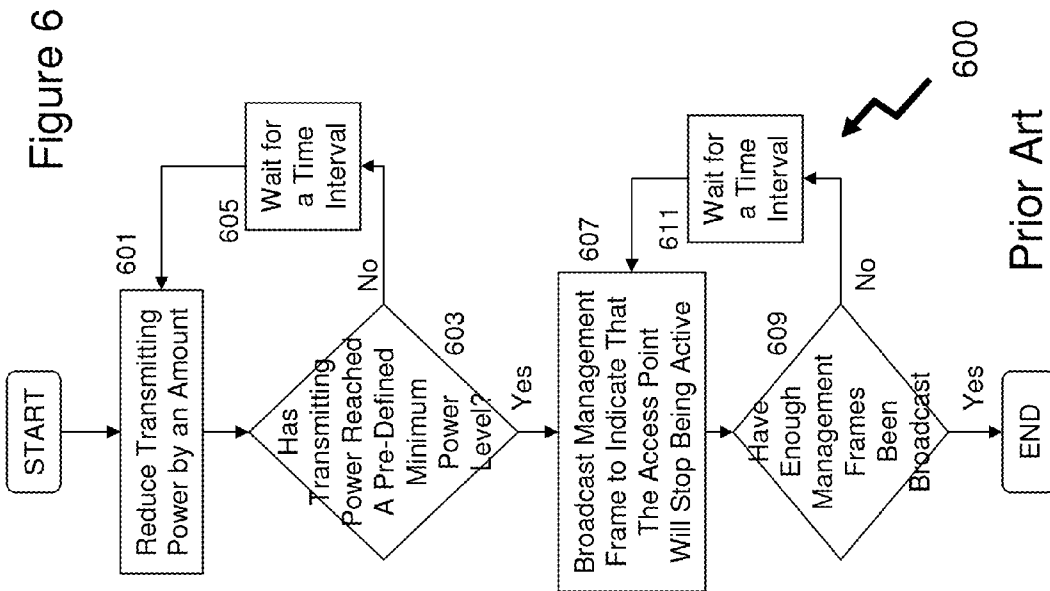 Figure 6
START
601
Reduce Transmitting
Power by an Amount
605
Wait for
a Time
Interval
Has
Transmitting
Power Reached
A Pre-Defined
Minimum
Power
Level?
603
No
Yes
607
Broadcast Management
Frame to Indicate That
The Access Point
Will Stop Being Active
611
Wait for
a Time
Interval
609
Have
Enough
Management
Frames
Been
Broadcast
No
Yes
END
600
Prior Art